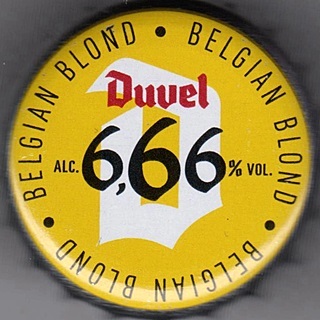 BELGIAN BLOND • BELGIAN BLOND • BELGIAN BLOND •
Duvel
ALC. 6,66% VOL.